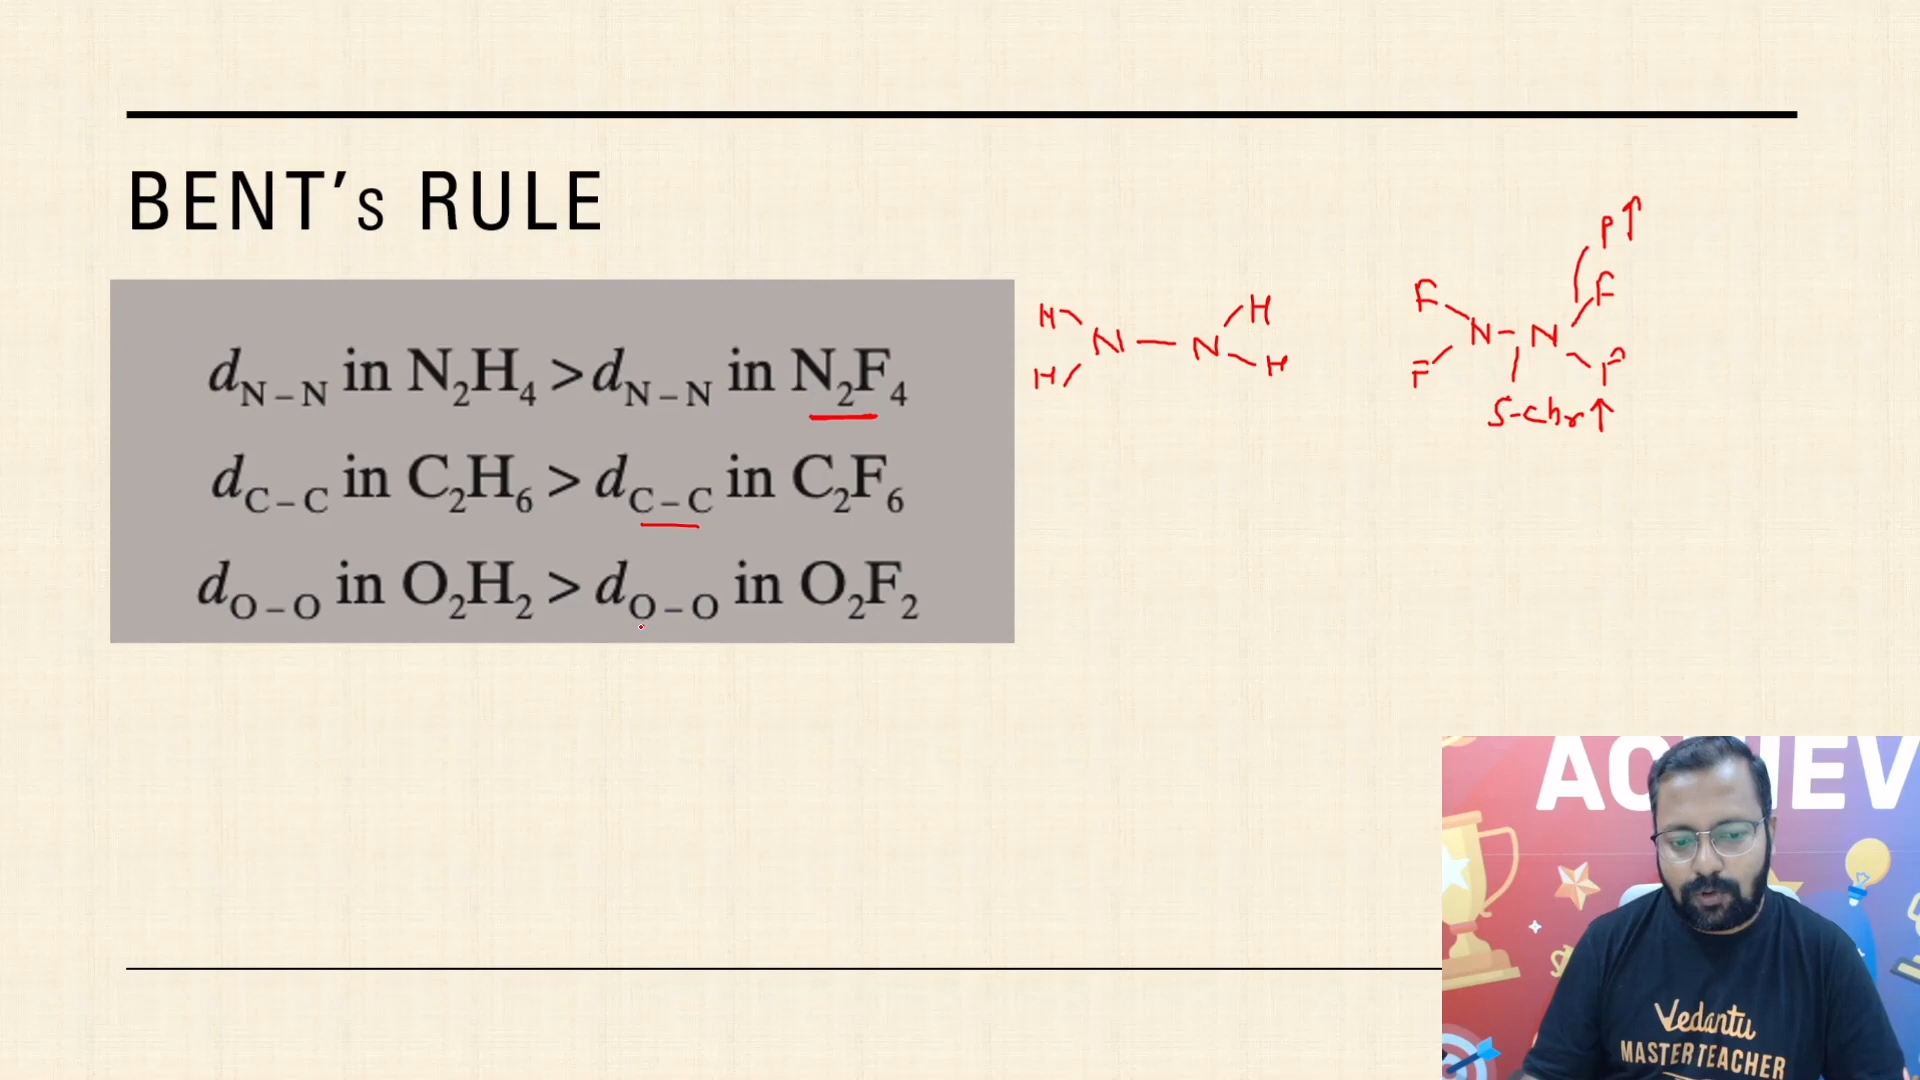 BENT's RULE
d_N–N in N₂H₄ > d_N–N in N₂F₄
d_C–C in C₂H₆ > d_C–C in C₂F₆
d_O–O in O₂H₂ > d_O–O in O₂F₂
H H
N — N
H H
P↑
F F
N - N
F F
S-chr↑
ACHIEV
Vedantu
MASTER TEACHER